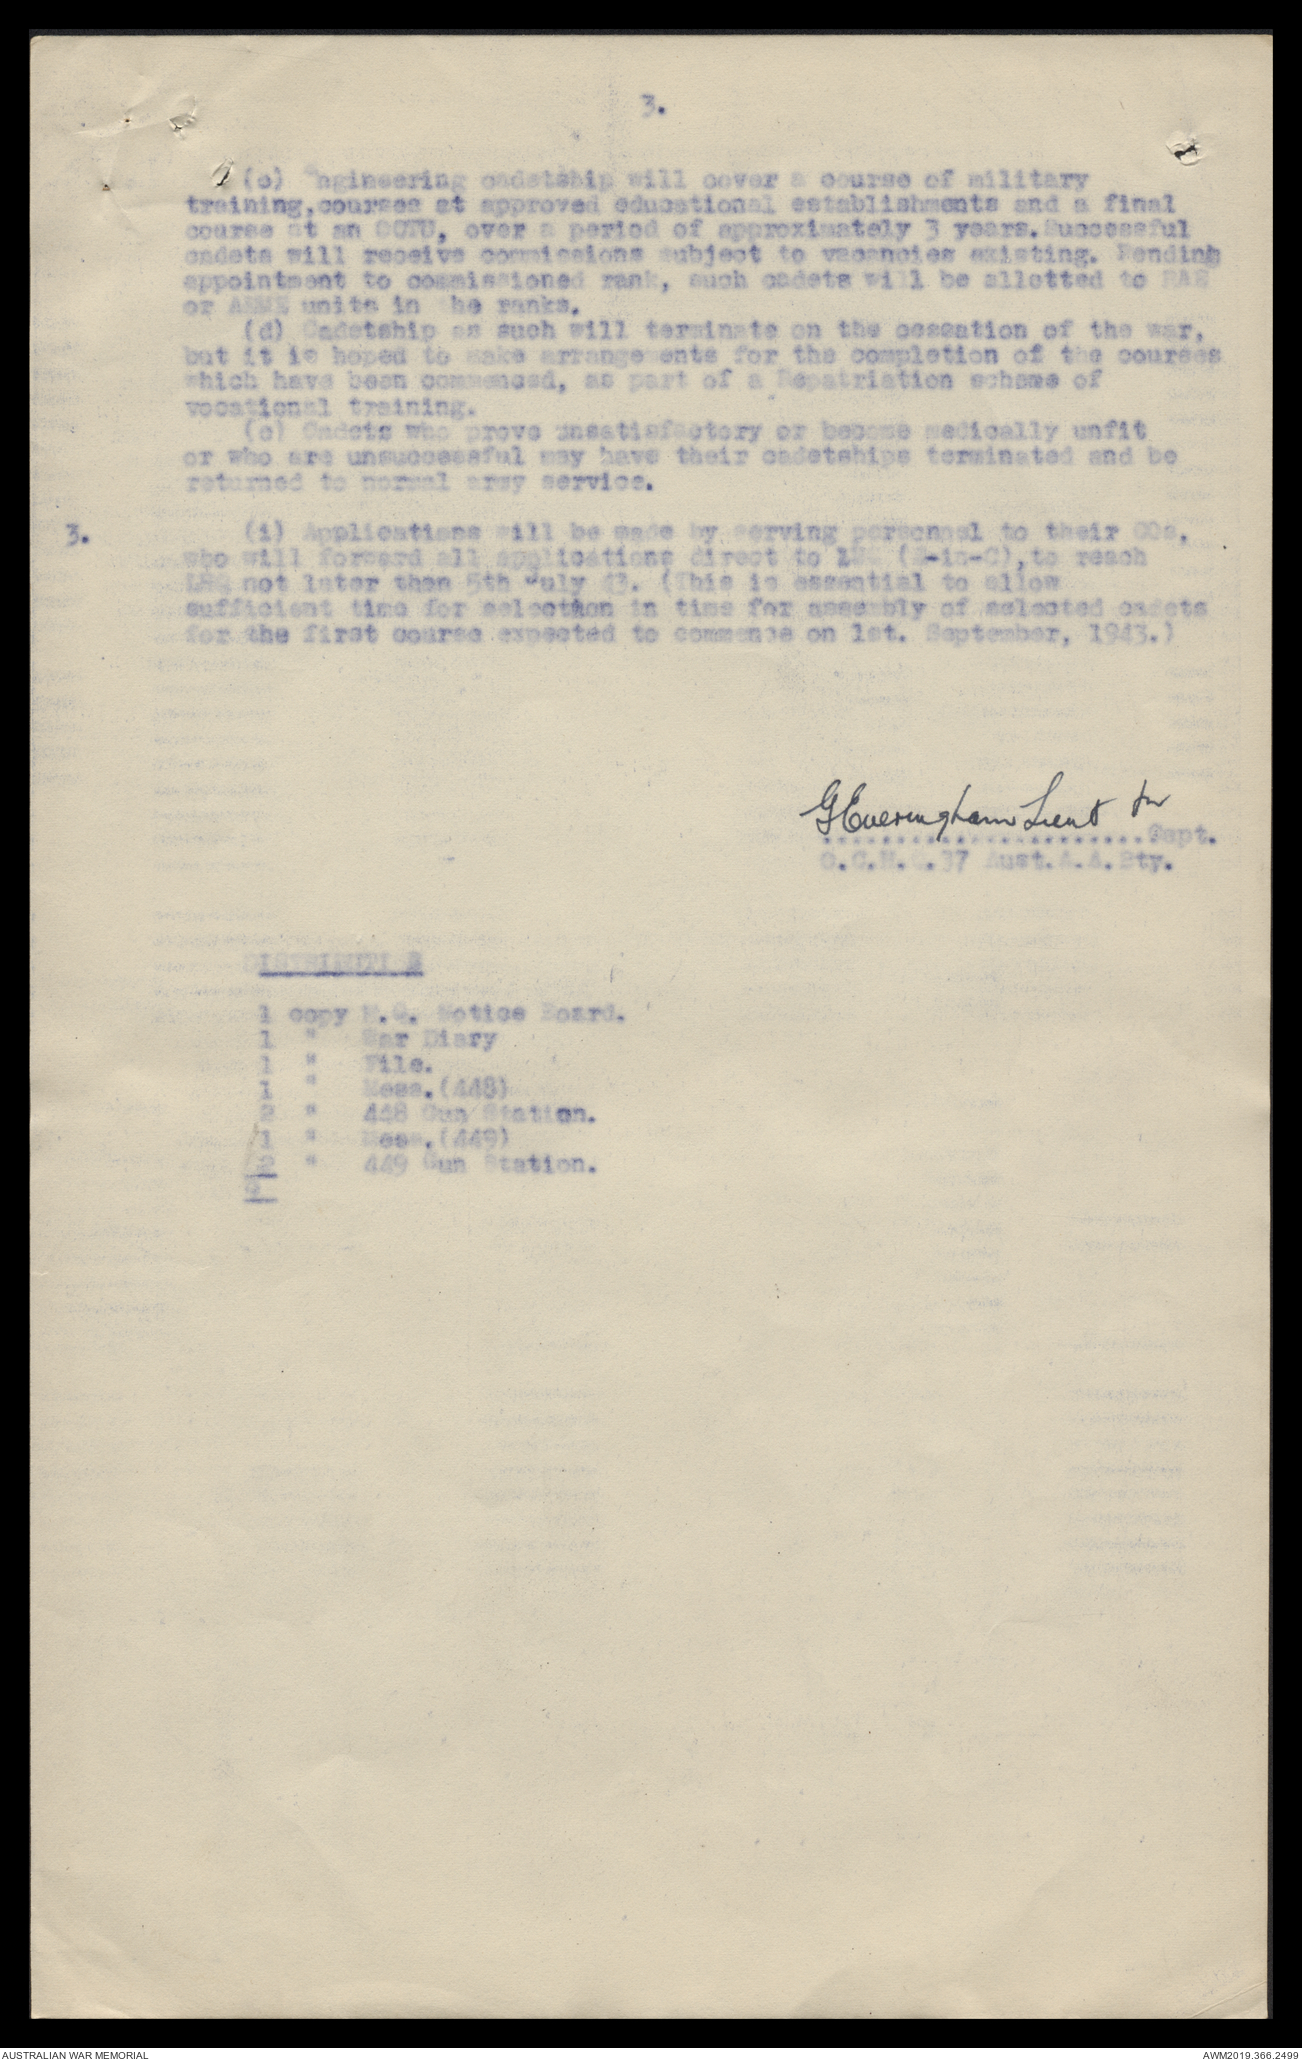 3.
(c) Engineering cadetship will cover a course of military
training,courses at approved educational establishments and a final
course at an OCTU, over a period of approximately 3 years.Successful
cadets will receive commissions subject to vacancies existing. Pending
appointment to commissioned rank, such cadets will be allotted to RAE
or AEME units in the ranks.
(d) Cadetship as such will terminate on the cessation of the war,
but it is hoped to make arrangements for the completion of the courses
which have been commenced, as part of a Repatriation scheme of
vocational training.
(e) Cadets who prove unsatisfactory or become medically unfit
or who are unsuccessful may have their cadetships terminated and be
returned to normal army service.
3. (i) Applications will be made by serving personnel to their COs,
who will forward all applications direct to LHQ (E-in-C),to reach
LHQ not later than 5th July 43. (This is essential to allow
sufficient time for selection in time for assembly of selected cadets
for the first course expected to commence on 1st. September, 1943.)
GEveringham Lieut for
......................Capt.
O.C.H.Q.37 Aust.A.A.Bty.
DISTRIBUTION
1 copy H.Q. Notice Board.
1 " War Diary
1 " File.
1 " Mess.(448)
2 " 448 Gun Station.
1 " Mess.(449)
2 " 449 Gun Station.
9
AUSTRALIAN WAR MEMORIAL
AWM2019.366.2499